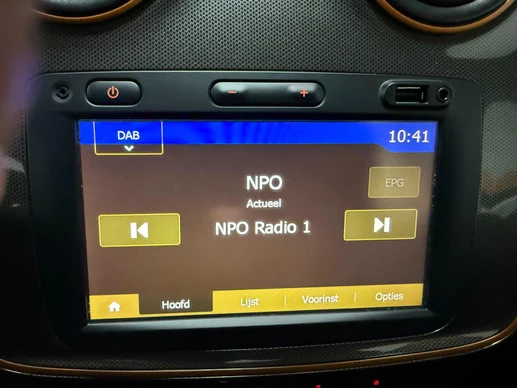 DAB
10:41
NPO
EPG
Actueel
NPO Radio 1
Hoofd
Lijst
Voorinst
Opties